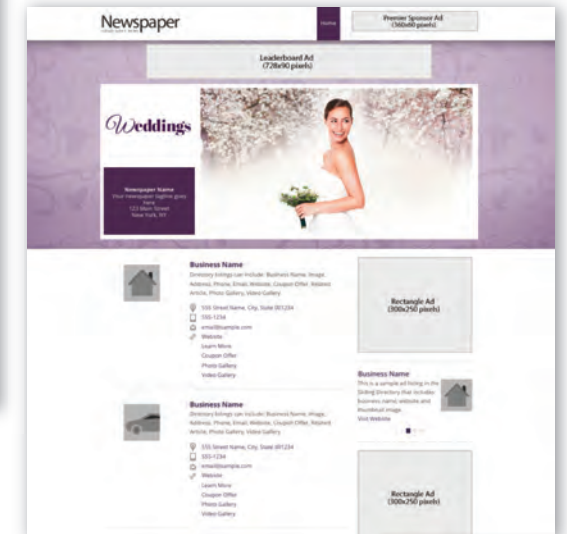 Newspaper
Home
Premier Sponsor Ad
(360x60 pixels)
Leaderboard Ad
(728x90 pixels)
Weddings
Newspaper Name
Your newspaper tagline goes
here
123 Main Street
New York, NY
Business Name
Directory listings can include: Business Name, Image,
Address, Phone, Email, Website, Coupon Offer, Related
Article, Photo Gallery, Video Gallery
555 Street Name, City, State 001234
555-1234
email@sample.com
Website
Learn More
Coupon Offer
Photo Gallery
Video Gallery
Rectangle Ad
(300x250 pixels)
Business Name
This is a sample ad listing in the
Sliding Directory that includes
business name, website and
thumbnail image.
Visit Website
Business Name
Directory listings can include: Business Name, Image,
Address, Phone, Email, Website, Coupon Offer, Related
Article, Photo Gallery, Video Gallery
555 Street Name, City, State 001234
555-1234
email@sample.com
Website
Learn More
Coupon Offer
Photo Gallery
Video Gallery
Rectangle Ad
(300x250 pixels)